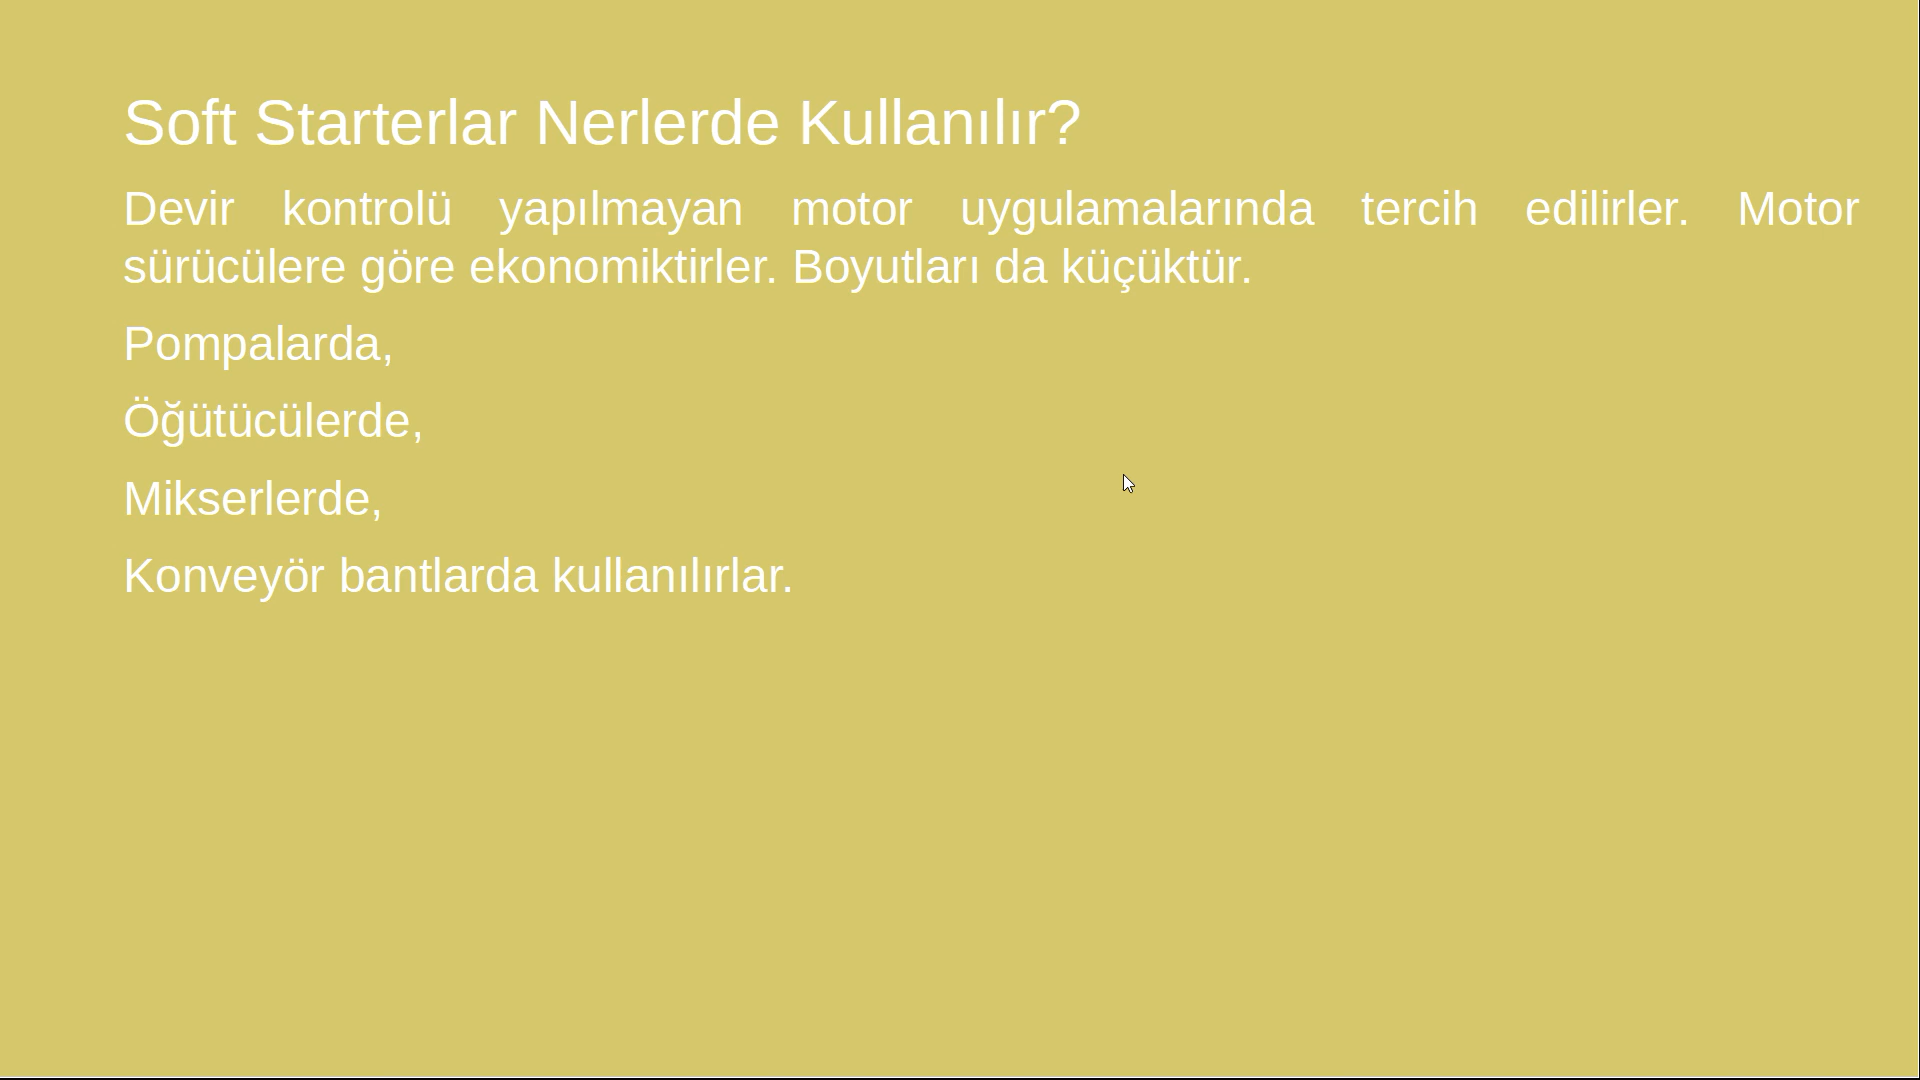 Soft Starterlar Nerlerde Kullanılır?
Devir kontrolü yapılmayan motor uygulamalarında tercih edilirler. Motor
sürücülere göre ekonomiktirler. Boyutları da küçüktür.
Pompalarda,
Öğütücülerde,
Mikserlerde,
Konveyör bantlarda kullanılırlar.